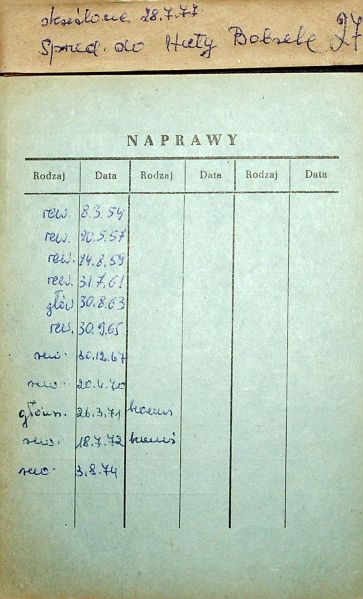 skreślono 28.7.77.
Sprzed. do Huty Bobrek 27
NAPRAWY
Rodzaj Data Rodzaj Data Rodzaj Data
rew. 8.3.54
rew. 20.5.57
rew. 24.8.59
rew. 31.7.61
głów 30.8.63
rew. 30.9.65
rew. 30.12.67
rew. 20.4.70
główn. 26.3.71
rew. 18.7.72
rew. 3.8.74